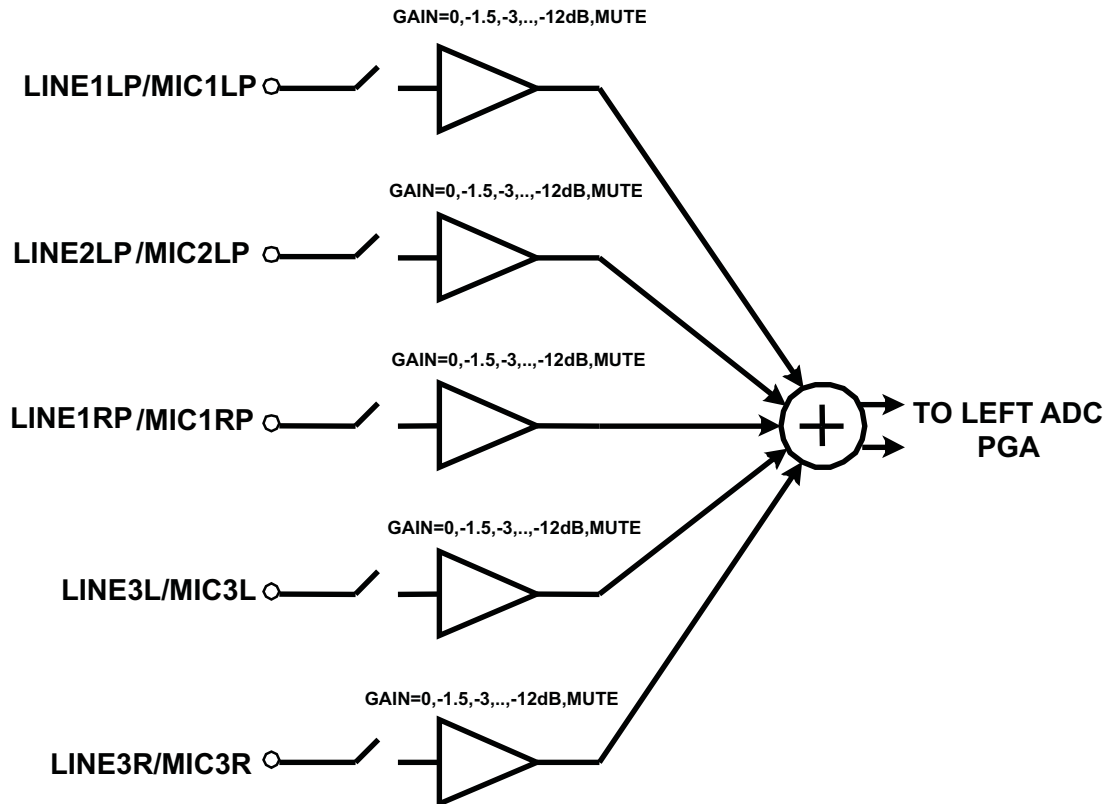 GAIN=0,-1.5,-3,..,-12dB,MUTE
LINE1LP/MIC1LP
GAIN=0,-1.5,-3,..,-12dB,MUTE
LINE2LP/MIC2LP
GAIN=0,-1.5,-3,..,-12dB,MUTE
LINE1RP/MIC1RP
+
TO LEFT ADC
PGA
GAIN=0,-1.5,-3,..,-12dB,MUTE
LINE3L/MIC3L
GAIN=0,-1.5,-3,..,-12dB,MUTE
LINE3R/MIC3R